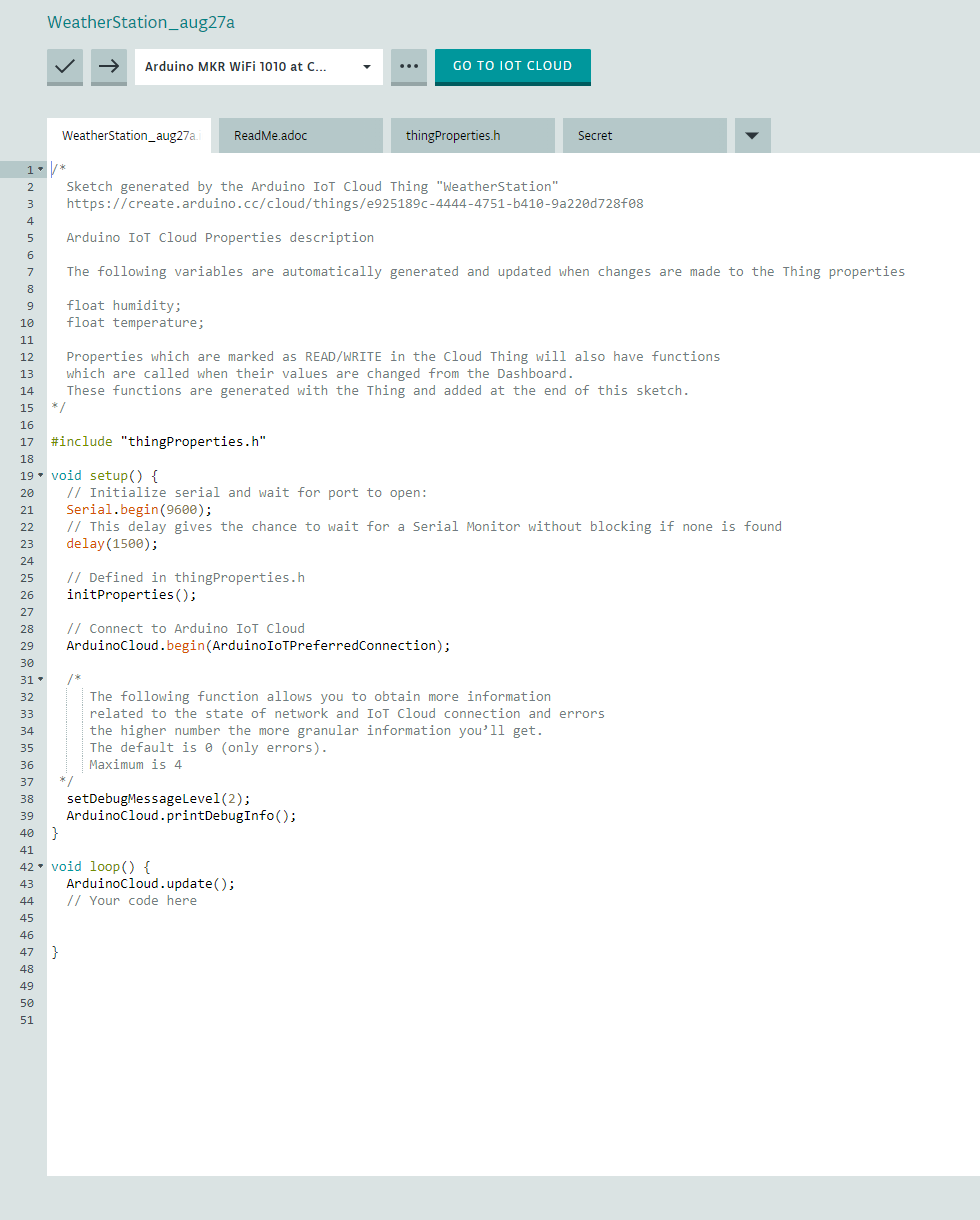 WeatherStation_aug27a
Arduino MKR WiFi 1010 at C...
GO TO IOT CLOUD
WeatherStation_aug27a ReadMe.adoc thingProperties.h Secret
1 /*
2 Sketch generated by the Arduino IoT Cloud Thing "WeatherStation"
3 https://create.arduino.cc/cloud/things/e925189c-4444-4751-b410-9a220d728f08
4
5 Arduino IoT Cloud Properties description
6
7 The following variables are automatically generated and updated when changes are made to the Thing properties
8
9 float humidity;
10 float temperature;
11
12 Properties which are marked as READ/WRITE in the Cloud Thing will also have functions
13 which are called when their values are changed from the Dashboard.
14 These functions are generated with the Thing and added at the end of this sketch.
15 */
16
17 #include "thingProperties.h"
18
19 void setup() {
20 // Initialize serial and wait for port to open:
21 Serial.begin(9600);
22 // This delay gives the chance to wait for a Serial Monitor without blocking if none is found
23 delay(1500);
24
25 // Defined in thingProperties.h
26 initProperties();
27
28 // Connect to Arduino IoT Cloud
29 ArduinoCloud.begin(ArduinoIoTPreferredConnection);
30
31 /*
32 The following function allows you to obtain more information
33 related to the state of network and IoT Cloud connection and errors
34 the higher number the more granular information you’ll get.
35 The default is 0 (only errors).
36 Maximum is 4
37 */
38 setDebugMessageLevel(2);
39 ArduinoCloud.printDebugInfo();
40 }
41
42 void loop() {
43 ArduinoCloud.update();
44 // Your code here
45
46
47 }
48
49
50
51